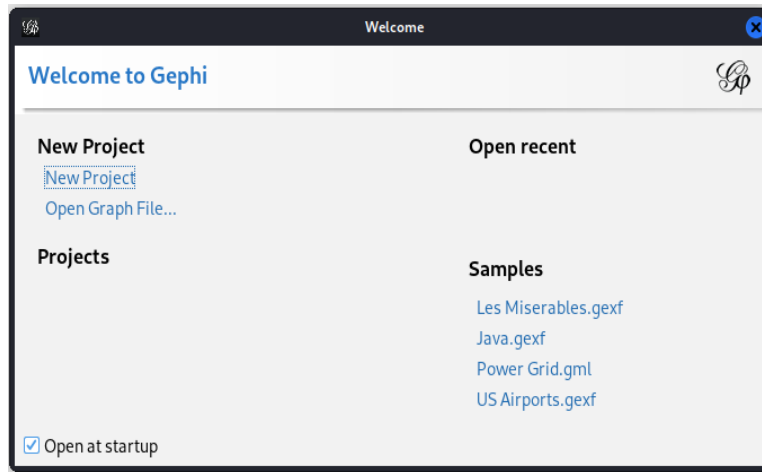 Welcome
Welcome to Gephi
New Project
New Project
Open Graph File...
Projects
Open recent
Samples
Les Miserables.gexf
Java.gexf
Power Grid.gml
US Airports.gexf
Open at startup